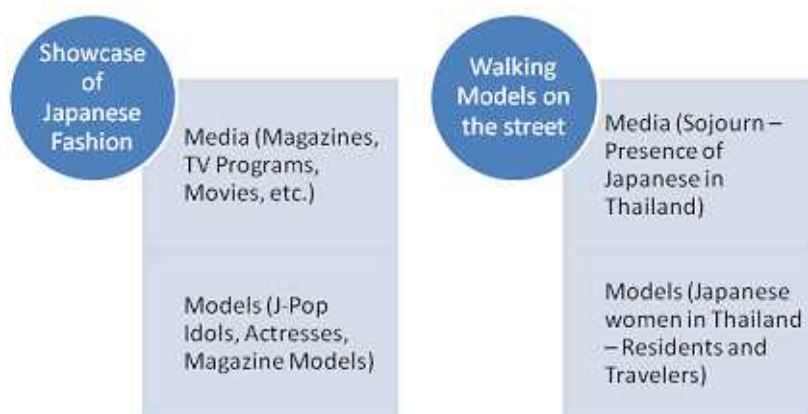 Showcase
of
Japanese
Fashion
Media (Magazines,
TV Programs,
Movies, etc.)
Models (J-Pop
Idols, Actresses,
Magazine Models)
Walking
Models on
the street
Media (Sojourn –
Presence of
Japanese in
Thailand)
Models (Japanese
women in Thailand
– Residents and
Travelers)